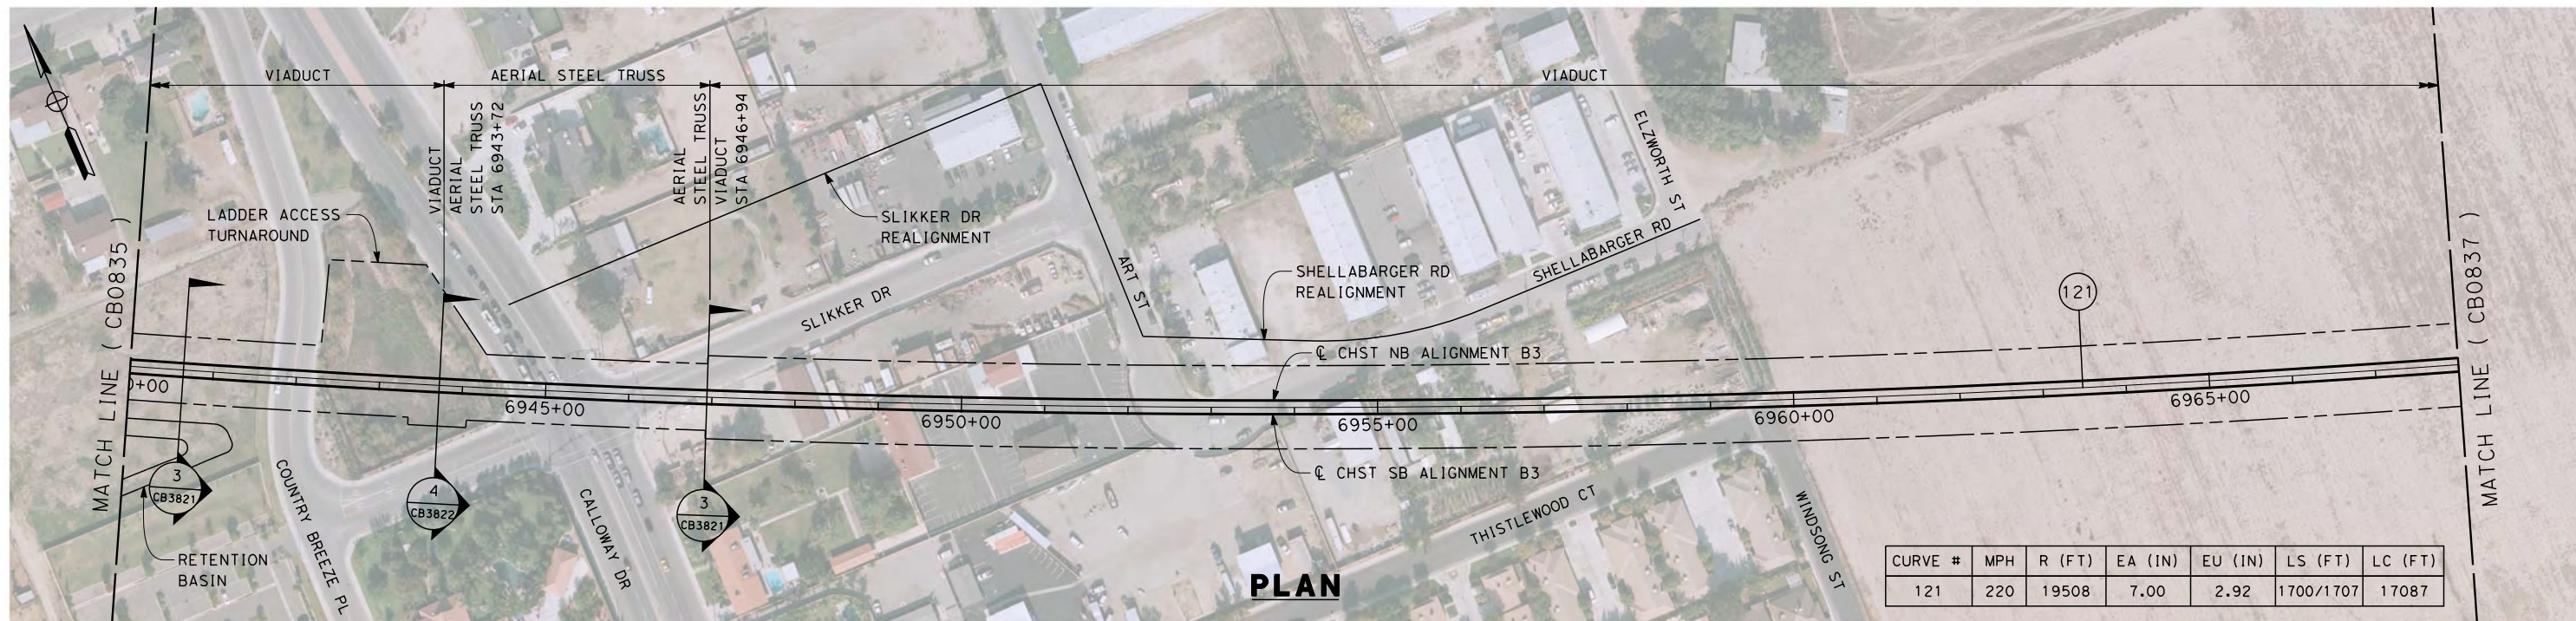 VIADUCT
AERIAL STEEL TRUSS
VIADUCT
VIADUCT
AERIAL
STEEL TRUSS
STA 6943+72
AERIAL
STEEL TRUSS
VIADUCT
STA 6946+94
LADDER ACCESS
TURNAROUND
SLIKKER DR
REALIGNMENT
ELZWORTH ST
SHELLABARGER RD
SHELLABARGER RD
REALIGNMENT
ART ST
SLIKKER DR
121
MATCH LINE ( CB0835 )
MATCH LINE ( CB0837 )
℄ CHST NB ALIGNMENT B3
0+00
6945+00
6950+00
6955+00
6960+00
6965+00
℄ CHST SB ALIGNMENT B3
3
CB3821
4
CB3822
3
CB3821
RETENTION
BASIN
COUNTRY BREEZE PL
CALLOWAY DR
THISTLEWOOD CT
WINDSONG ST
PLAN
CURVE # MPH R (FT) EA (IN) EU (IN) LS (FT) LC (FT)
121 220 19508 7.00 2.92 1700/1707 17087